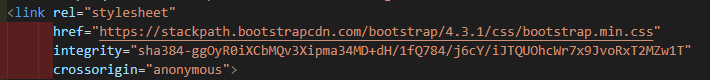 <link rel="stylesheet"
href="https://stackpath.bootstrapcdn.com/bootstrap/4.3.1/css/bootstrap.min.css"
integrity="sha384-ggOyR0iXCbMQv3Xipma34MD+dH/1fQ784/j6cY/iJTQUOhcWr7x9JvoRxT2MZw1T"
crossorigin="anonymous">